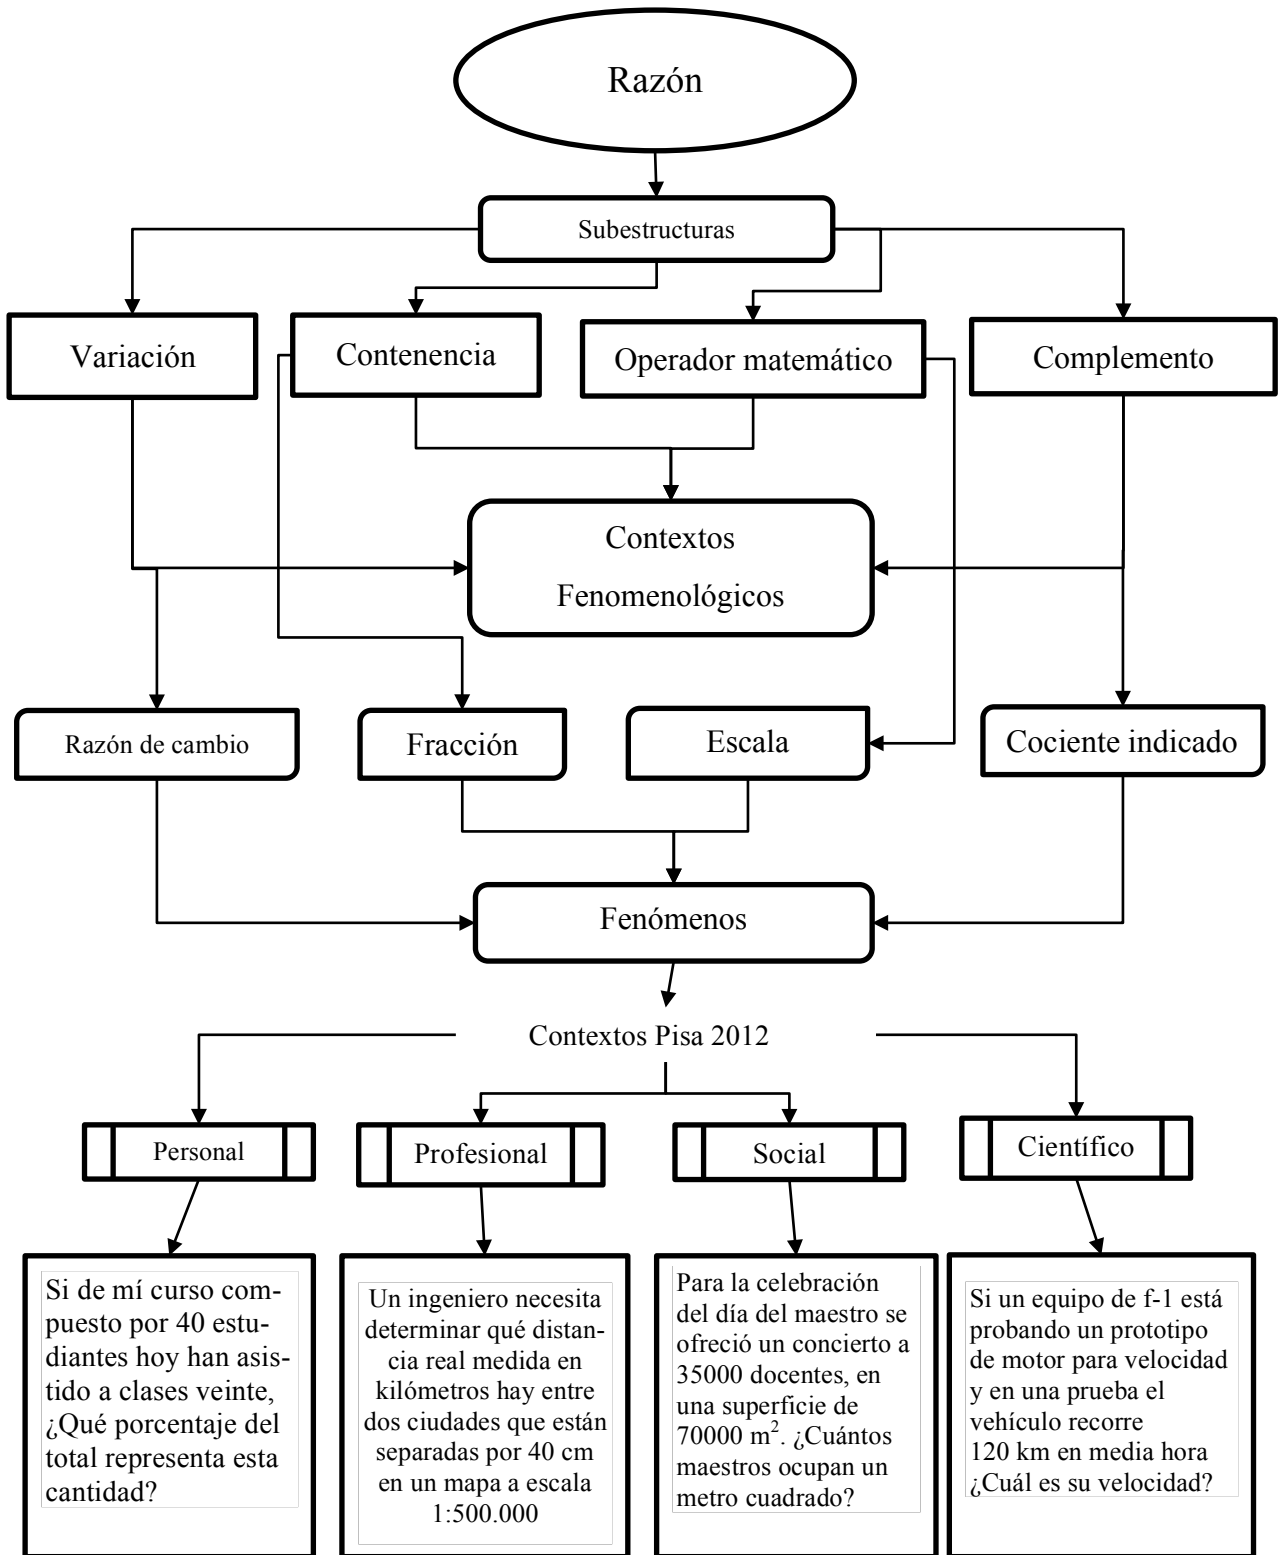 Razón
Subestructuras
Variación
Contenencia
Operador matemático
Complemento
Contextos
Fenomenológicos
Razón de cambio
Fracción
Escala
Cociente indicado
Fenómenos
Contextos Pisa 2012
Personal
Profesional
Social
Científico
Si de mí curso com-
puesto por 40 estu-
diantes hoy han asis-
tido a clases veinte,
¿Qué porcentaje del
total representa esta
cantidad?
Un ingeniero necesita
determinar qué distan-
cia real medida en
kilómetros hay entre
dos ciudades que están
separadas por 40 cm
en un mapa a escala
1:500.000
Para la celebración
del día del maestro se
ofreció un concierto a
35000 docentes, en
una superficie de
70000 m². ¿Cuántos
maestros ocupan un
metro cuadrado?
Si un equipo de f-1 está
probando un prototipo
de motor para velocidad
y en una prueba el
vehículo recorre
120 km en media hora
¿Cuál es su velocidad?